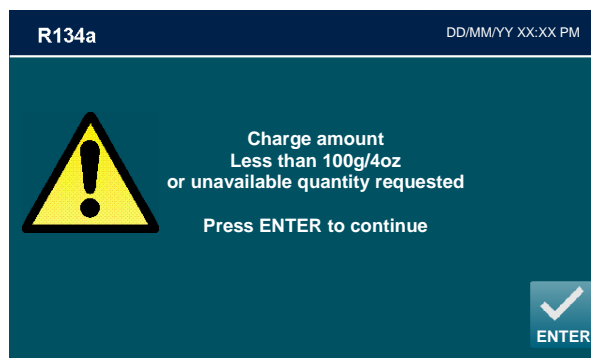 R134a
DD/MM/YY XX:XX PM
Charge amount
Less than 100g/4oz
or unavailable quantity requested
Press ENTER to continue
ENTER